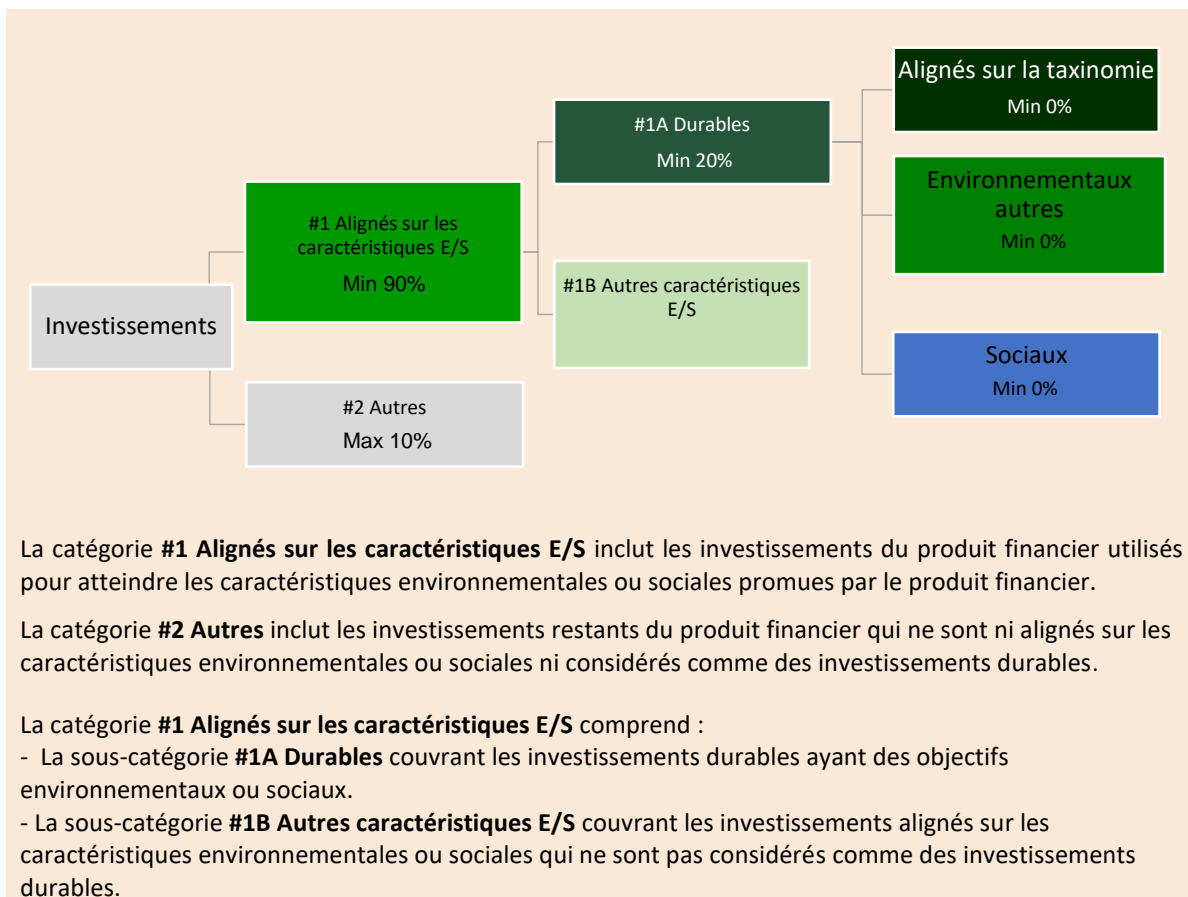 Investissements
#1 Alignés sur les
caractéristiques E/S
Min 90%
#2 Autres
Max 10%
#1A Durables
Min 20%
#1B Autres caractéristiques
E/S
Alignés sur la taxinomie
Min 0%
Environnementaux
autres
Min 0%
Sociaux
Min 0%
La catégorie #1 Alignés sur les caractéristiques E/S inclut les investissements du produit financier utilisés
pour atteindre les caractéristiques environnementales ou sociales promues par le produit financier.
La catégorie #2 Autres inclut les investissements restants du produit financier qui ne sont ni alignés sur les
caractéristiques environnementales ou sociales ni considérés comme des investissements durables.
La catégorie #1 Alignés sur les caractéristiques E/S comprend :
- La sous-catégorie #1A Durables couvrant les investissements durables ayant des objectifs
environnementaux ou sociaux.
- La sous-catégorie #1B Autres caractéristiques E/S couvrant les investissements alignés sur les
caractéristiques environnementales ou sociales qui ne sont pas considérés comme des investissements
durables.